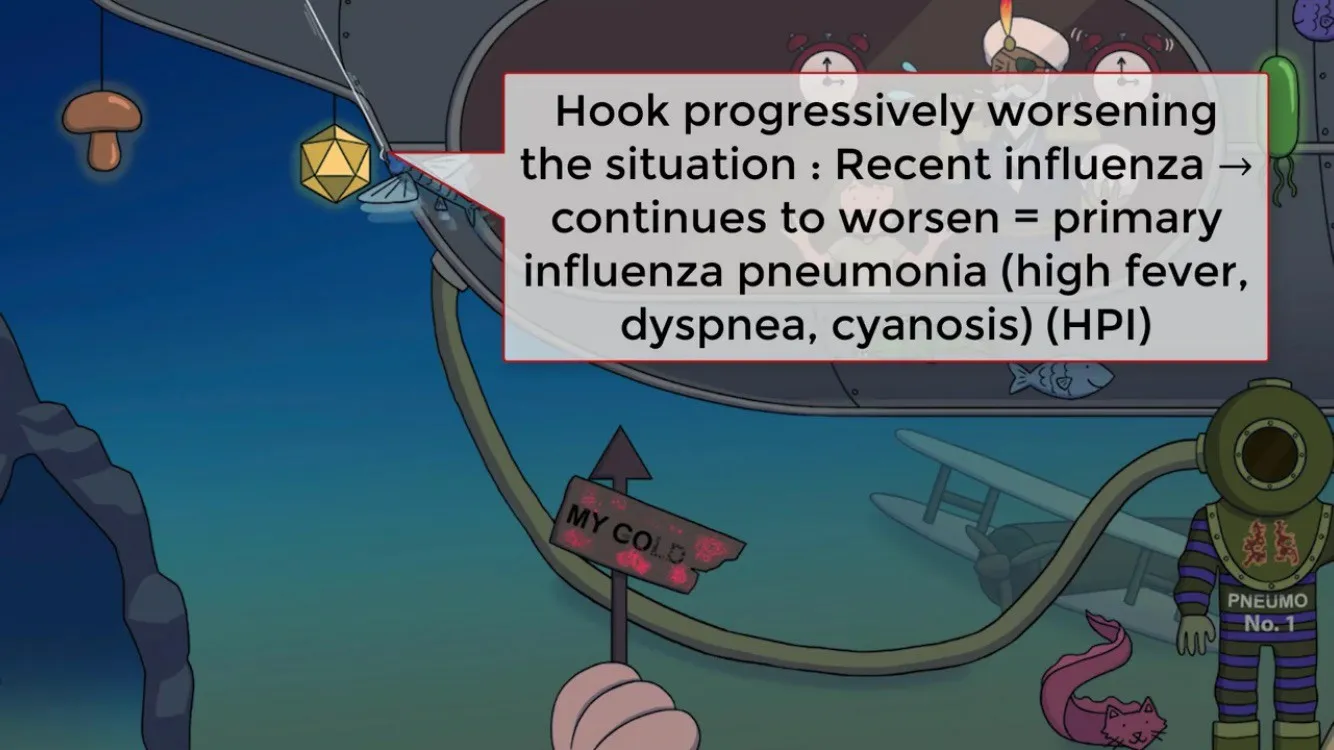 Hook progressively worsening
the situation : Recent influenza →
continues to worsen = primary
influenza pneumonia (high fever,
dyspnea, cyanosis) (HPI)
MY COLD
PNEUMO
No. 1